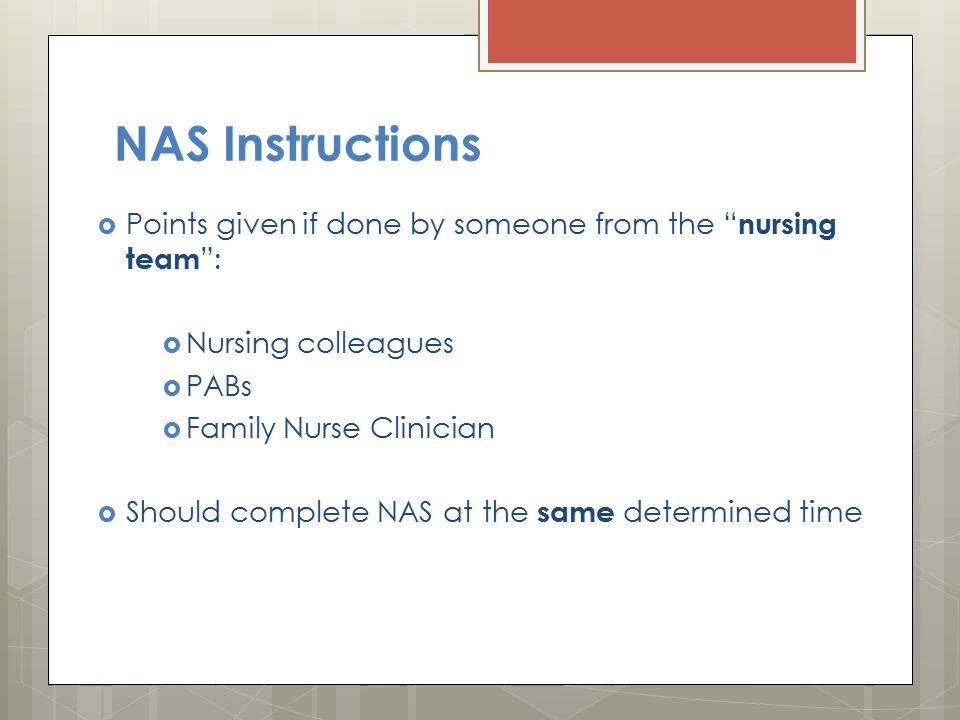 NAS Instructions
Points given if done by someone from the “nursing
team”:
Nursing colleagues
PABs
Family Nurse Clinician
Should complete NAS at the same determined time